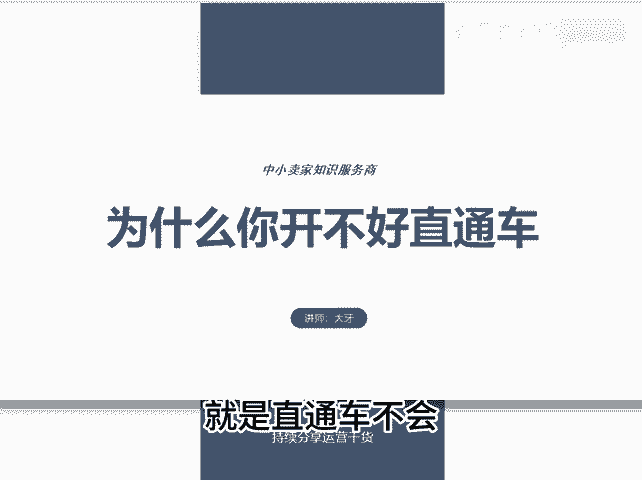 中小卖家知识服务商
为什么你开不好直通车
讲师：大牙
就是直通车不会
持续分享运营干货